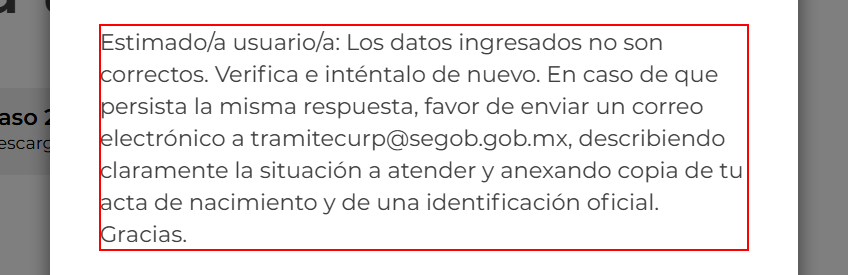 Estimado/a usuario/a: Los datos ingresados no son
correctos. Verifica e inténtalo de nuevo. En caso de que
persista la misma respuesta, favor de enviar un correo
electrónico a tramitecurp@segob.gob.mx, describiendo
claramente la situación a atender y anexando copia de tu
acta de nacimiento y de una identificación oficial.
Gracias.
aso 2
escarg